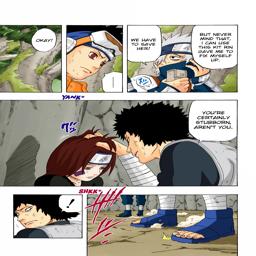 BUT NEVER
MIND THAT.
I CAN USE
THIS KIT RIN
GAVE ME TO
FIX MYSELF
UP.
WE HAVE
TO SAVE
HER!
OKAY!
YANK-
YOU'RE
CERTAINLY
STUBBORN,
AREN'T YOU.
SHKK-
!